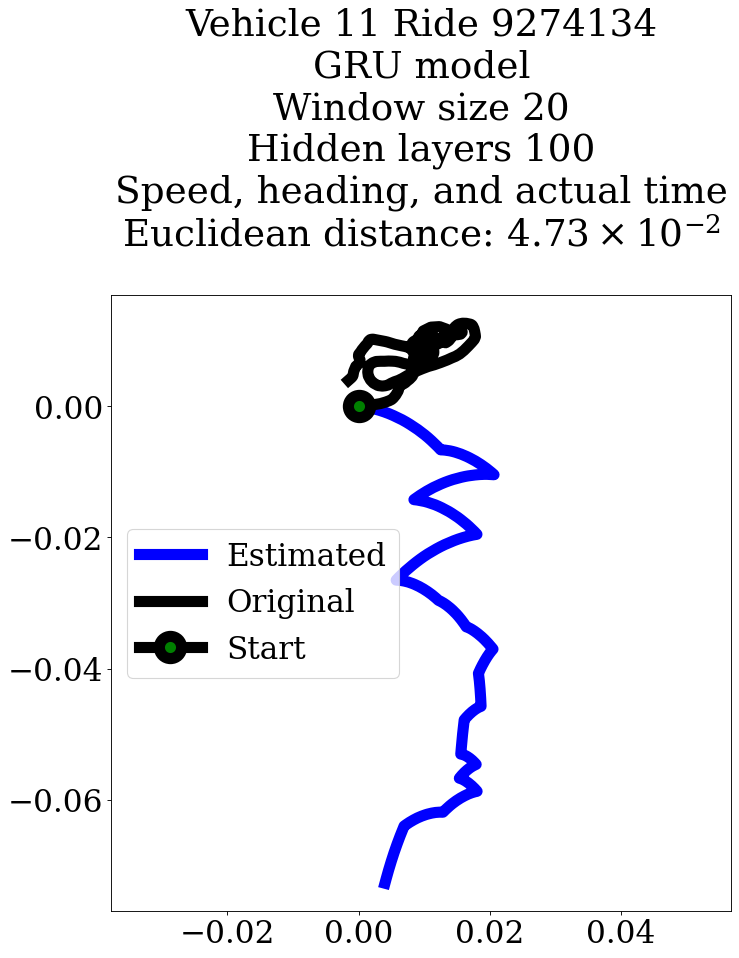 Vehicle 11 Ride 9274134
GRU model
Window size 20
Hidden layers 100
Speed, heading, and actual time
Euclidean distance: 4.73 × 10⁻²
0.00
−0.02
−0.04
−0.06
Estimated
Original
Start
−0.02 0.00 0.02 0.04